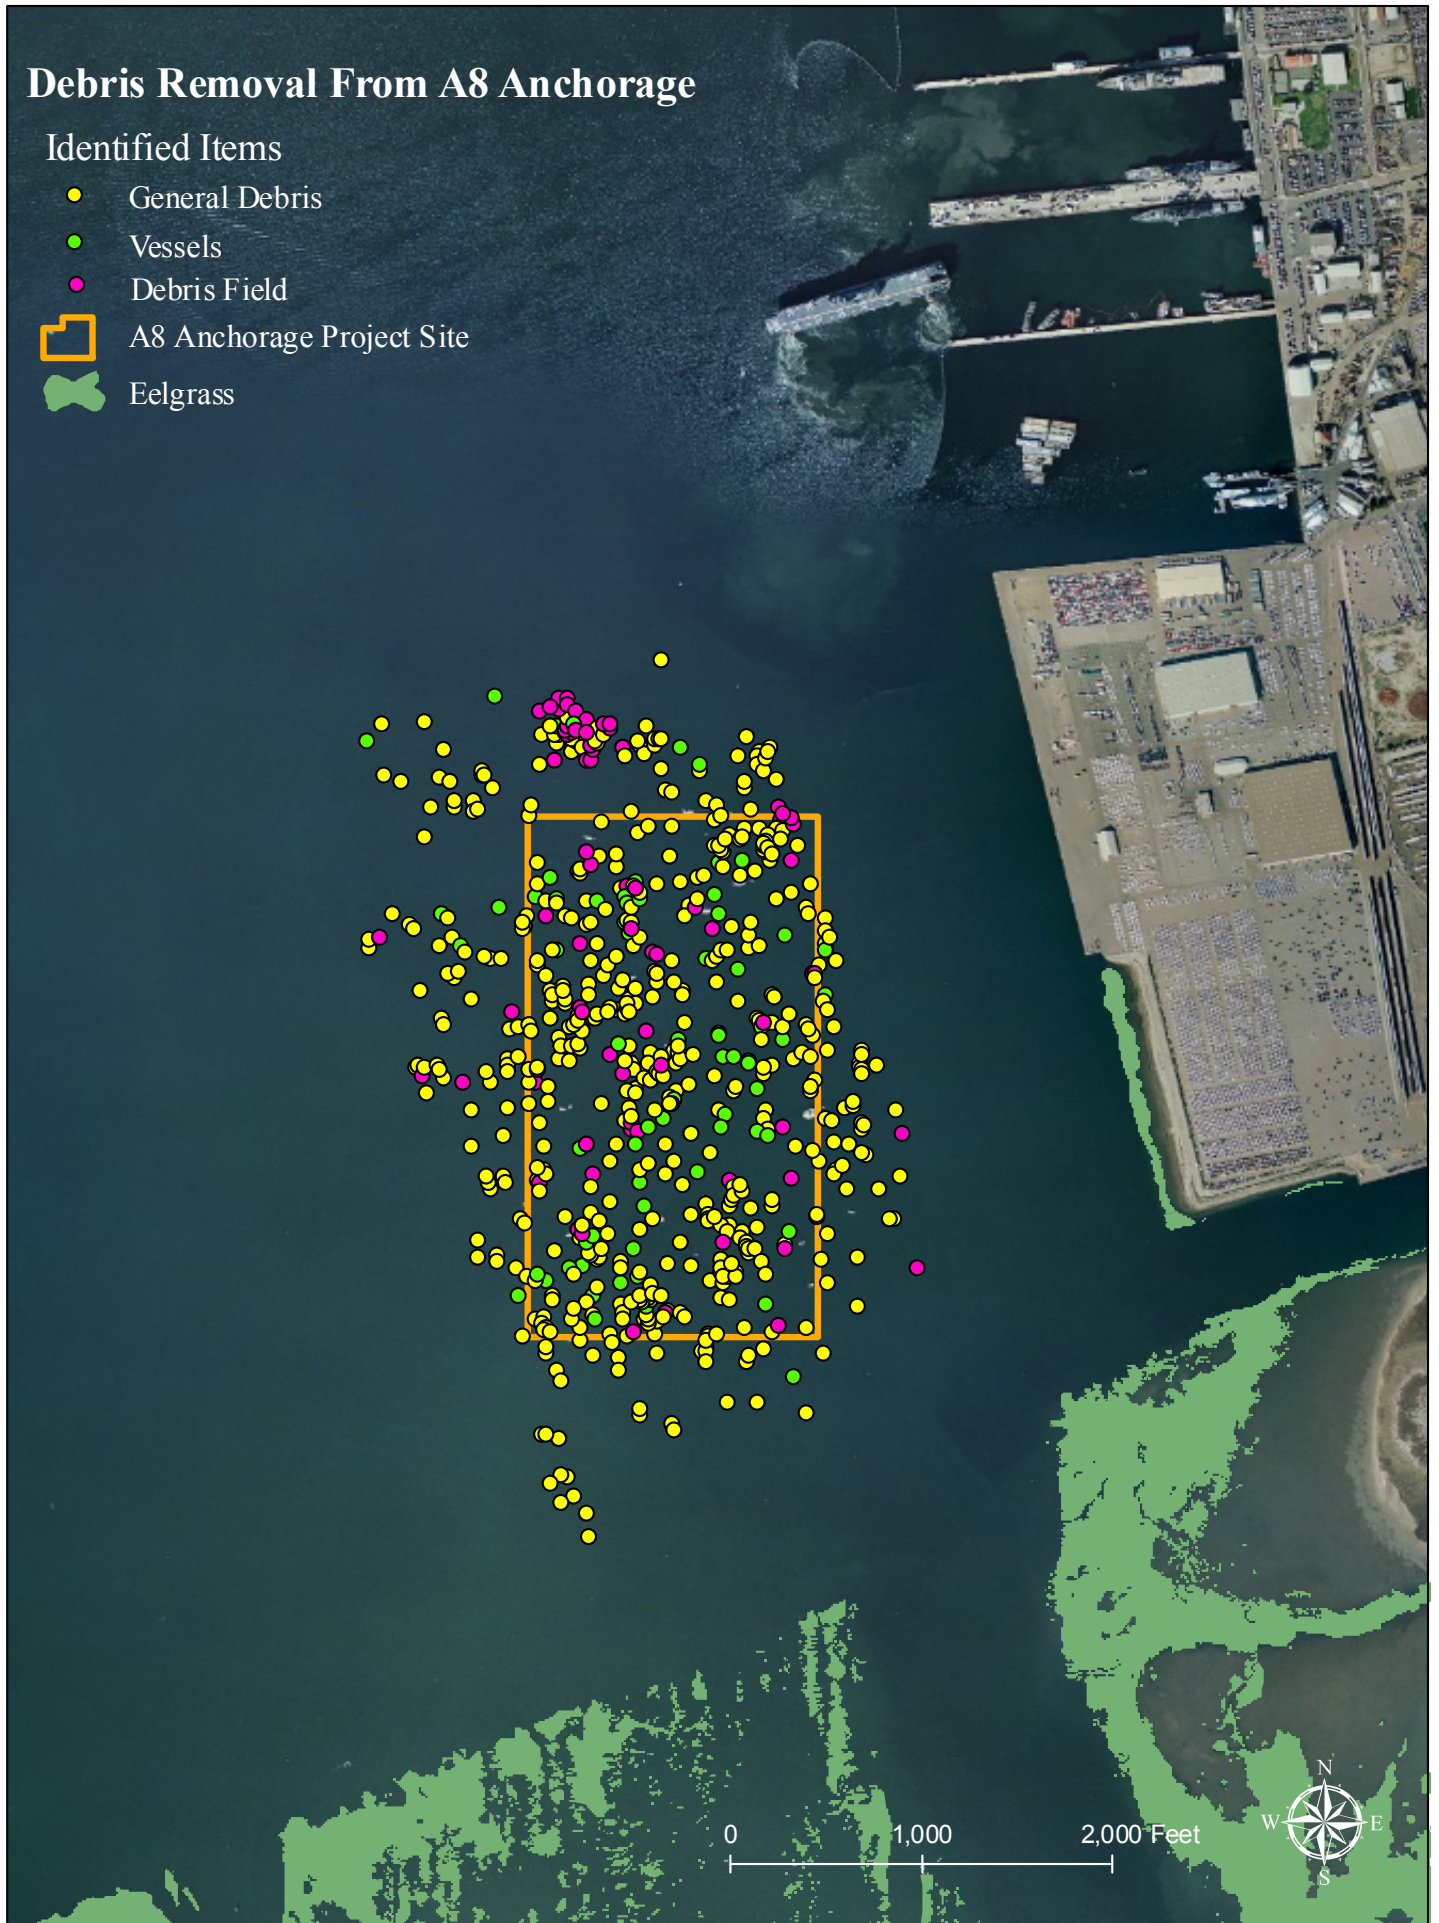 Debris Removal From A8 Anchorage
Identified Items
General Debris
Vessels
Debris Field
A8 Anchorage Project Site
Eelgrass
N
W E
S
0 1,000 2,000 Feet